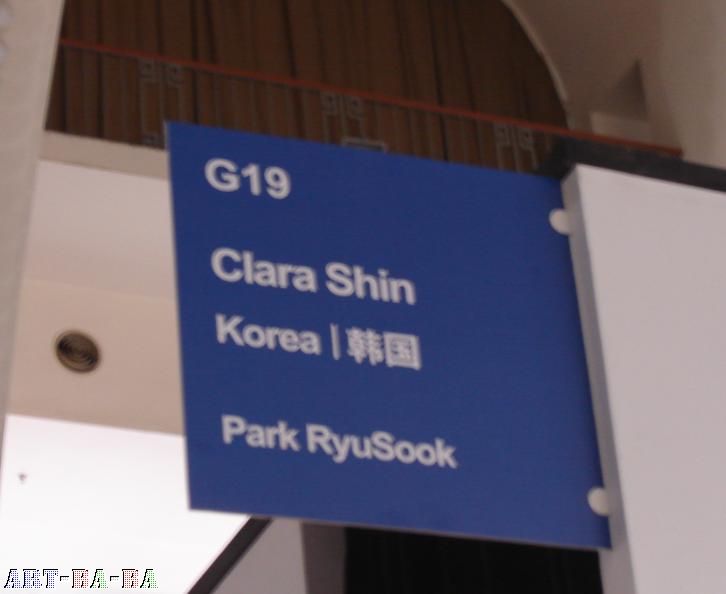 G19
Clara Shin
Korea | 韩国
Park RyuSook
ART-BA-BA